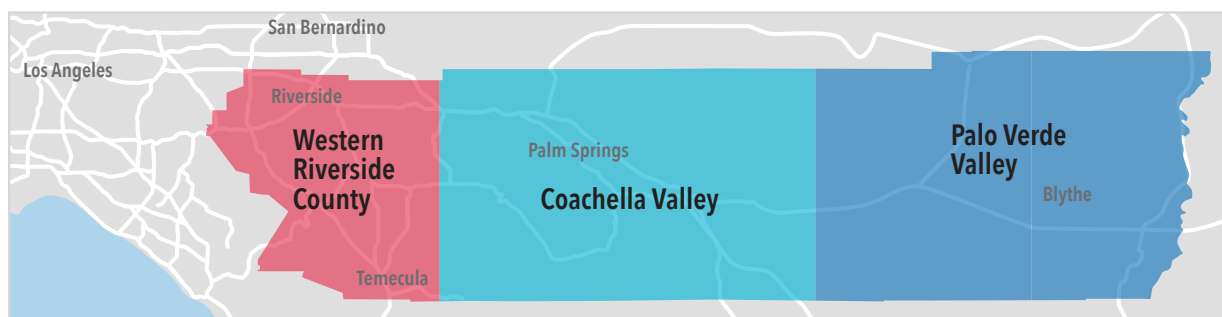 San Bernardino
Los Angeles
Riverside
Western
Riverside
County
Palm Springs
Coachella Valley
Palo Verde
Valley
Blythe
Temecula